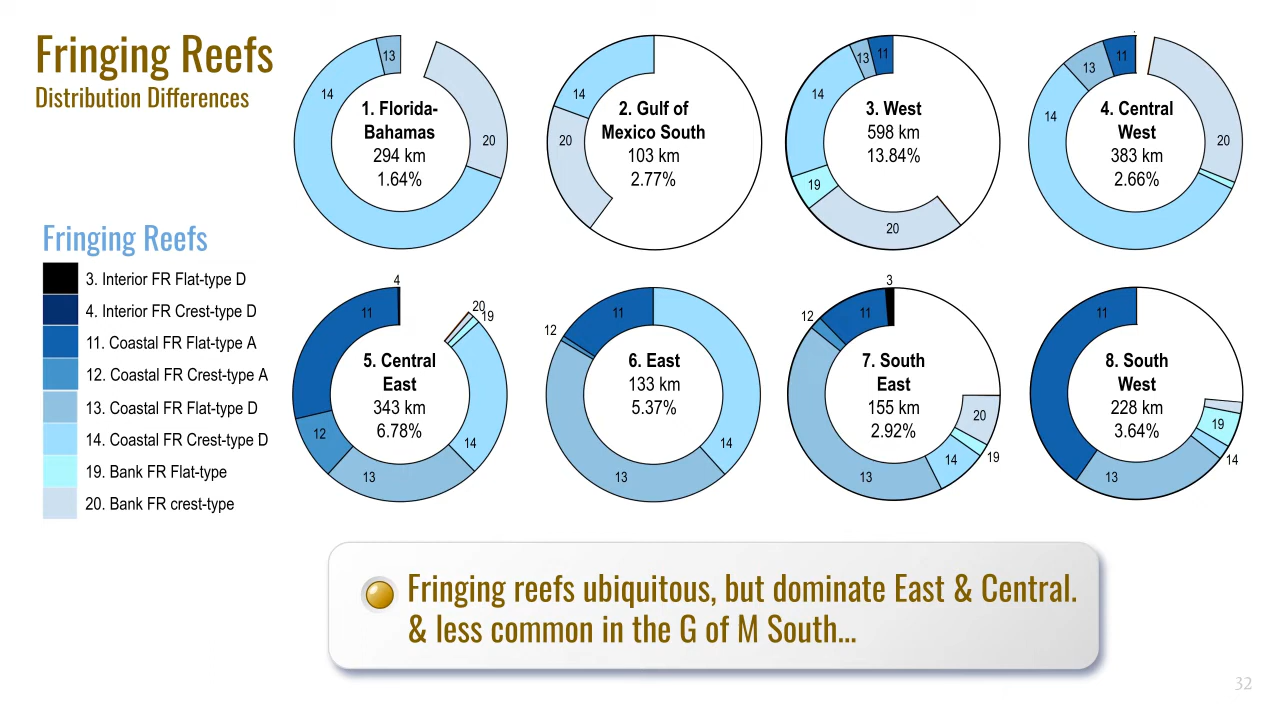 Fringing Reefs
Distribution Differences
13
14
20
1. Florida-
Bahamas
294 km
1.64%
14
20
2. Gulf of
Mexico South
103 km
2.77%
13
11
14
19
20
3. West
598 km
13.84%
13
11
14
20
4. Central
West
383 km
2.66%
Fringing Reefs
3. Interior FR Flat-type D
4. Interior FR Crest-type D
11. Coastal FR Flat-type A
12. Coastal FR Crest-type A
13. Coastal FR Flat-type D
14. Coastal FR Crest-type D
19. Bank FR Flat-type
20. Bank FR crest-type
4
11
20
19
12
14
13
5. Central
East
343 km
6.78%
12
11
14
13
6. East
133 km
5.37%
3
12
11
20
19
14
13
7. South
East
155 km
2.92%
11
19
14
13
8. South
West
228 km
3.64%
Fringing reefs ubiquitous, but dominate East & Central.
& less common in the G of M South...
32